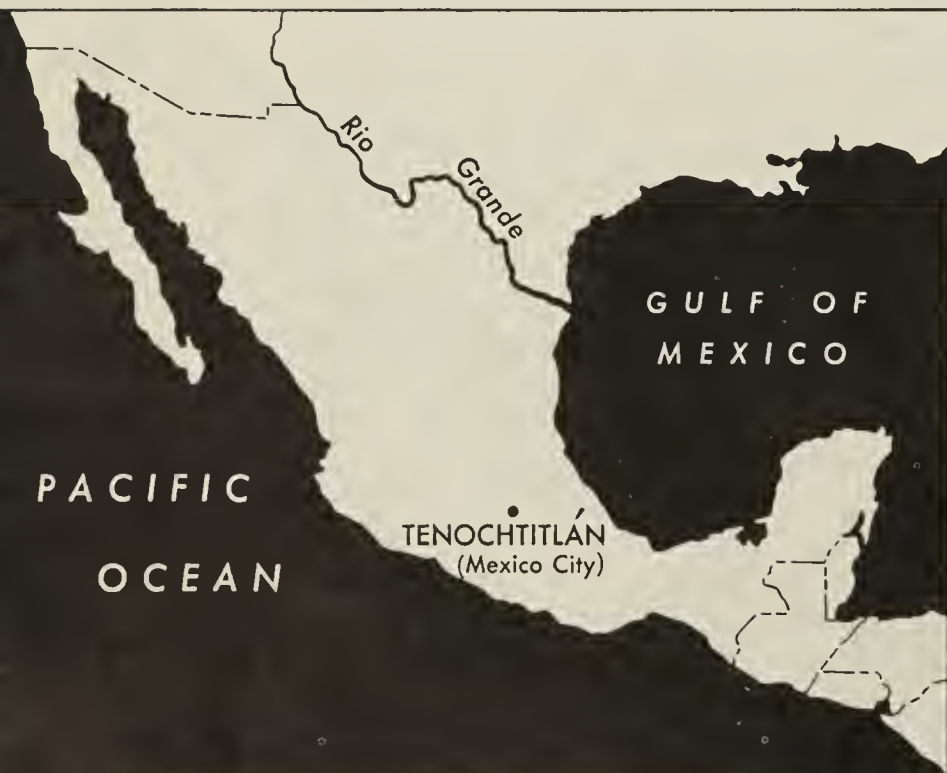 Rio
Grande
GULF OF
MEXICO
PACIFIC
OCEAN
TENOCHTITLÁN
(Mexico City)